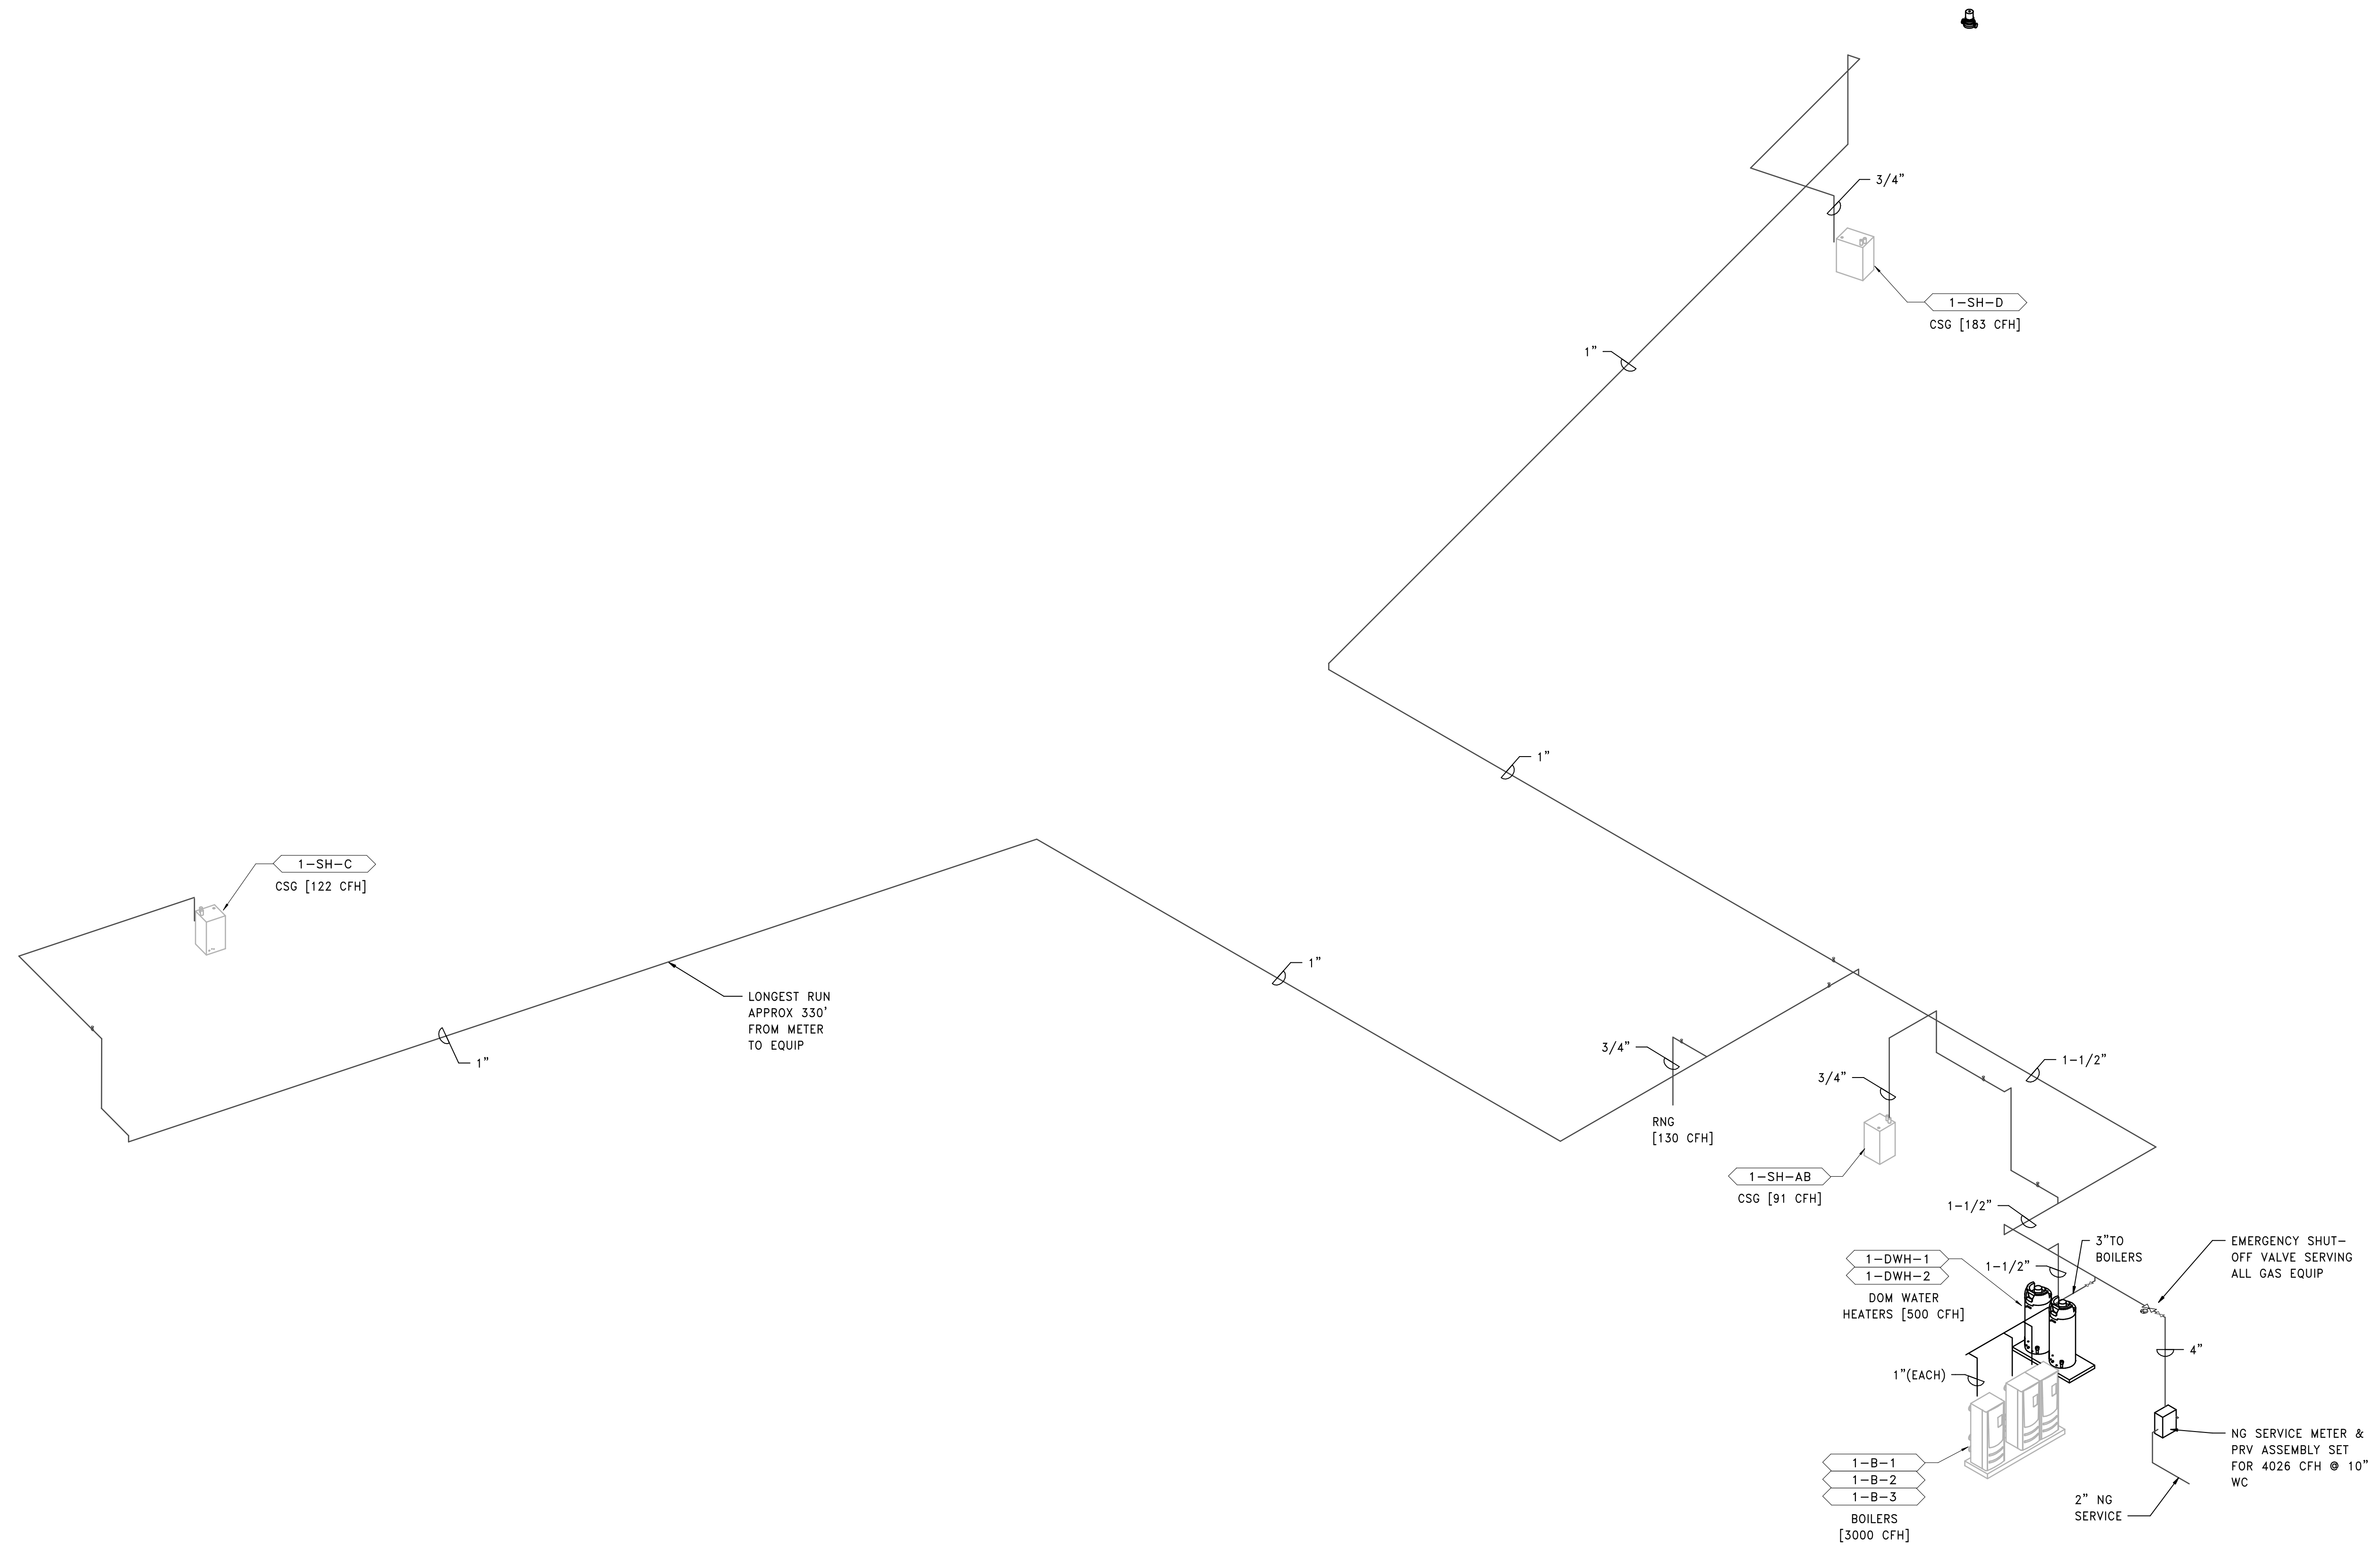 3/4”
1-SH-D
CSG [183 CFH]
1”
1”
1-SH-C
CSG [122 CFH]
1”
LONGEST RUN
APPROX 330'
FROM METER
TO EQUIP
1”
3/4”
RNG
[130 CFH]
3/4”
1-1/2”
1-SH-AB
CSG [91 CFH]
1-1/2”
1-DWH-1
1-DWH-2
DOM WATER
HEATERS [500 CFH]
1-1/2”
3”TO
BOILERS
EMERGENCY SHUT-
OFF VALVE SERVING
ALL GAS EQUIP
4”
1”(EACH)
NG SERVICE METER &
PRV ASSEMBLY SET
FOR 4026 CFH @ 10”
WC
1-B-1
1-B-2
1-B-3
BOILERS
[3000 CFH]
2” NG
SERVICE